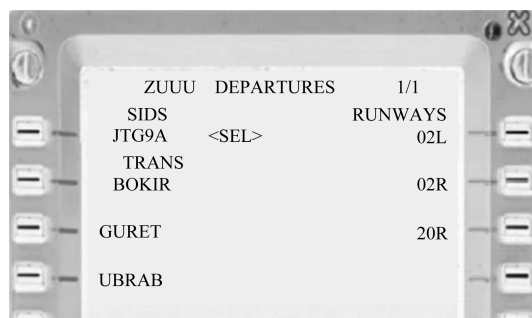 ZUUU DEPARTURES 1/1
SIDS RUNWAYS
JTG9A <SEL> 02L
TRANS
BOKIR 02R
GURET 20R
UBRAB